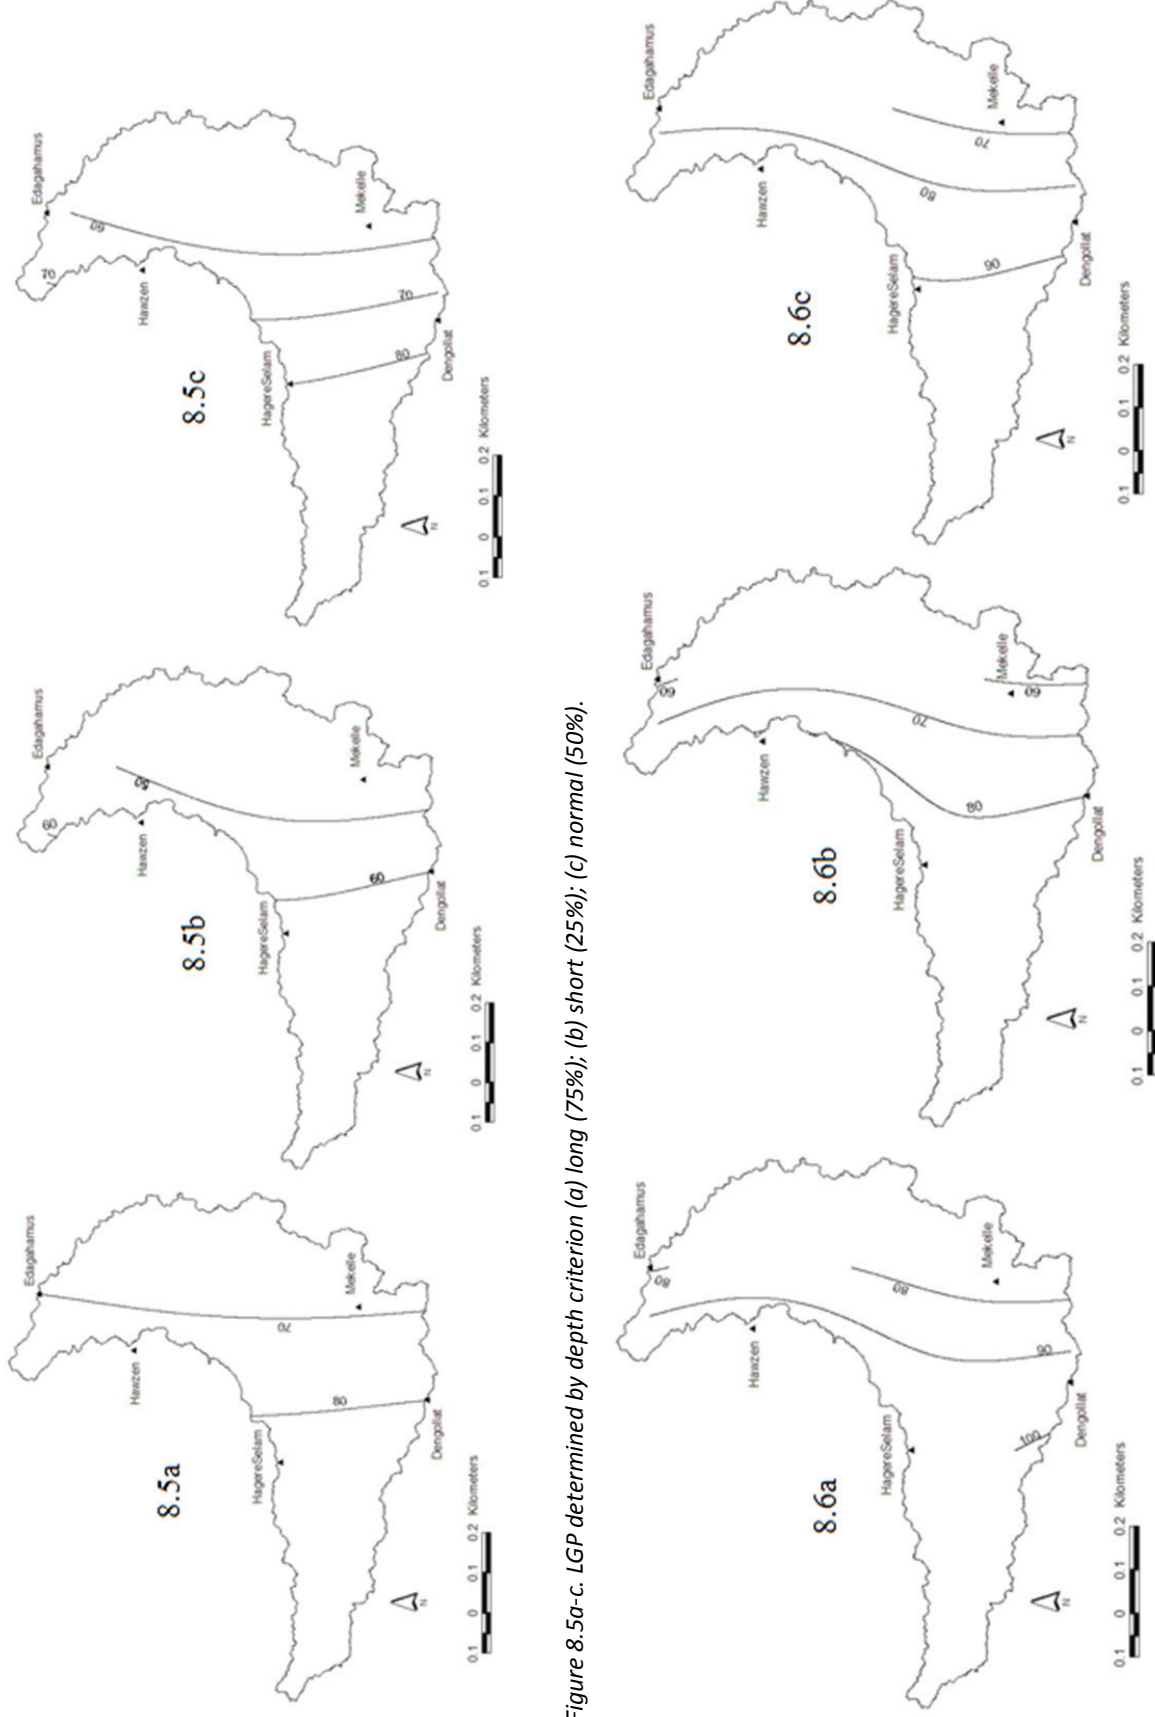 Edagahamus
Hawzen
Mekelle
HagereSelam
Dengollat
70
80
8.5a
N
0.1 0 0.1 0.2 Kilometers
Edagahamus
60
Hawzen
50
Mekelle
HagereSelam
60
Dengollat
8.5b
N
0.1 0 0.1 0.2 Kilometers
Edagahamus
70
60
Hawzen
Mekelle
HagereSelam
70
80
Dengollat
8.5c
N
0.1 0 0.1 0.2 Kilometers
Figure 8.5a-c. LGP determined by depth criterion (a) long (75%); (b) short (25%); (c) normal (50%).
Edagahamus
80
Hawzen
80
Mekelle
HagereSelam
90
100
Dengollat
8.6a
N
0.1 0 0.1 0.2 Kilometers
Edagahamus
60
Hawzen
70
Mekelle
60
HagereSelam
80
Dengollat
8.6b
N
0.1 0 0.1 0.2 Kilometers
Edagahamus
Hawzen
Mekelle
70
80
HagereSelam
90
Dengollat
8.6c
N
0.1 0 0.1 0.2 Kilometers